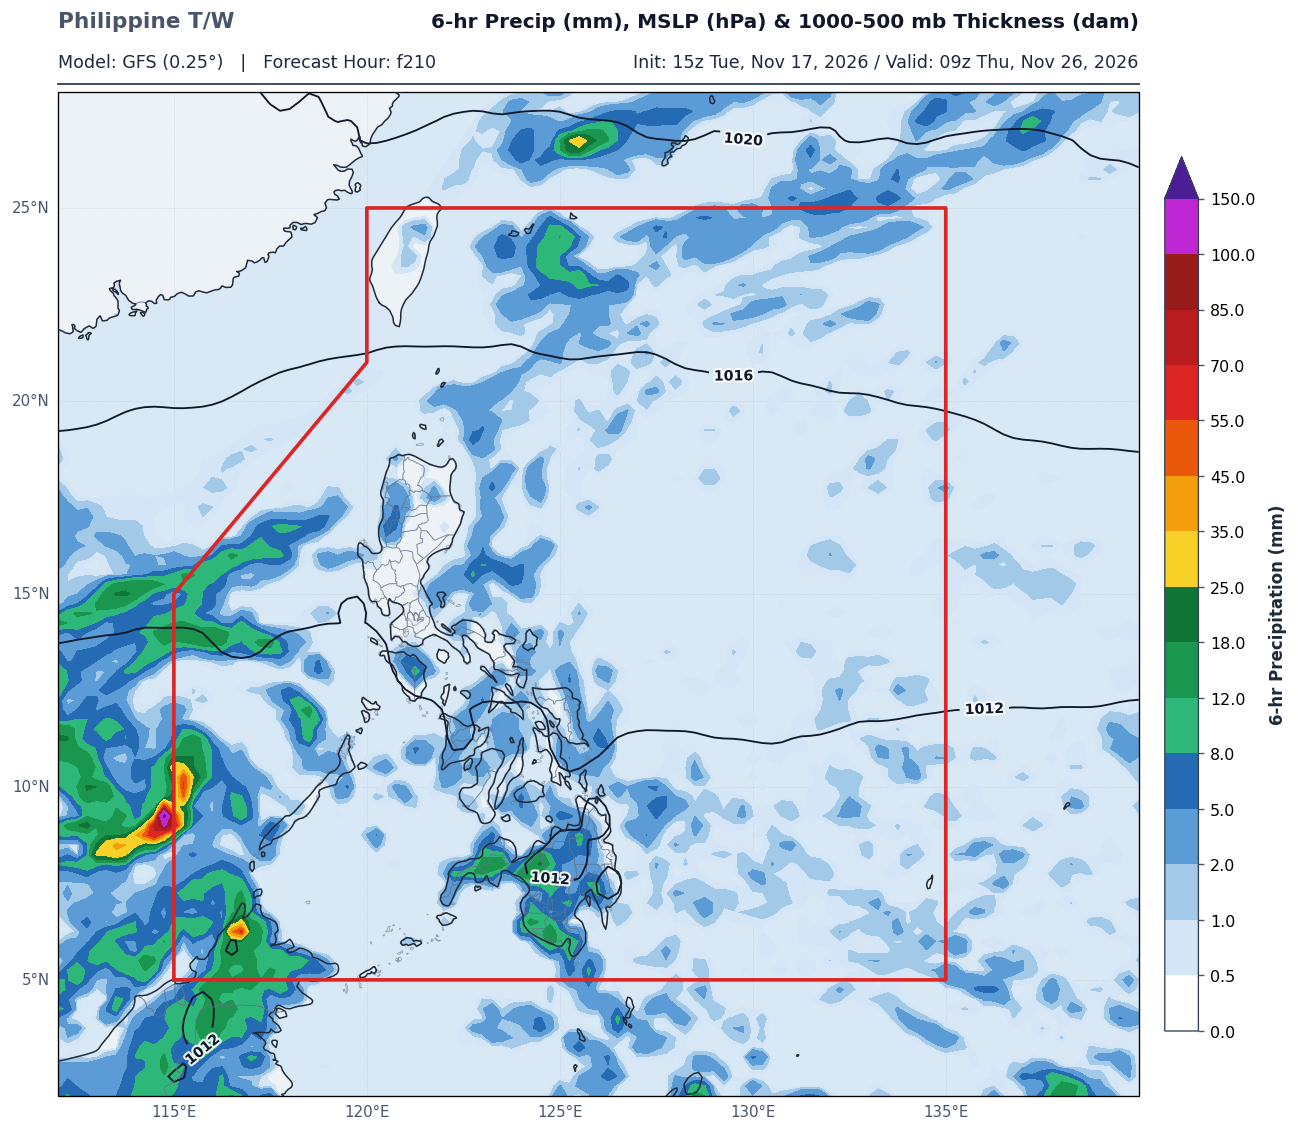 Philippine T/W
6-hr Precip (mm), MSLP (hPa) & 1000-500 mb Thickness (dam)
Model: GFS (0.25°) | Forecast Hour: f210
Init: 15z Tue, Nov 17, 2026 / Valid: 09z Thu, Nov 26, 2026
1020
150.0
25°N
100.0
85.0
1016
70.0
20°N
55.0
45.0
35.0
15°N
25.0
18.0
1012
12.0
10°N
8.0
5.0
1012
2.0
1.0
5°N
0.5
1012
0.0
6-hr Precipitation (mm)
115°E 120°E 125°E 130°E 135°E